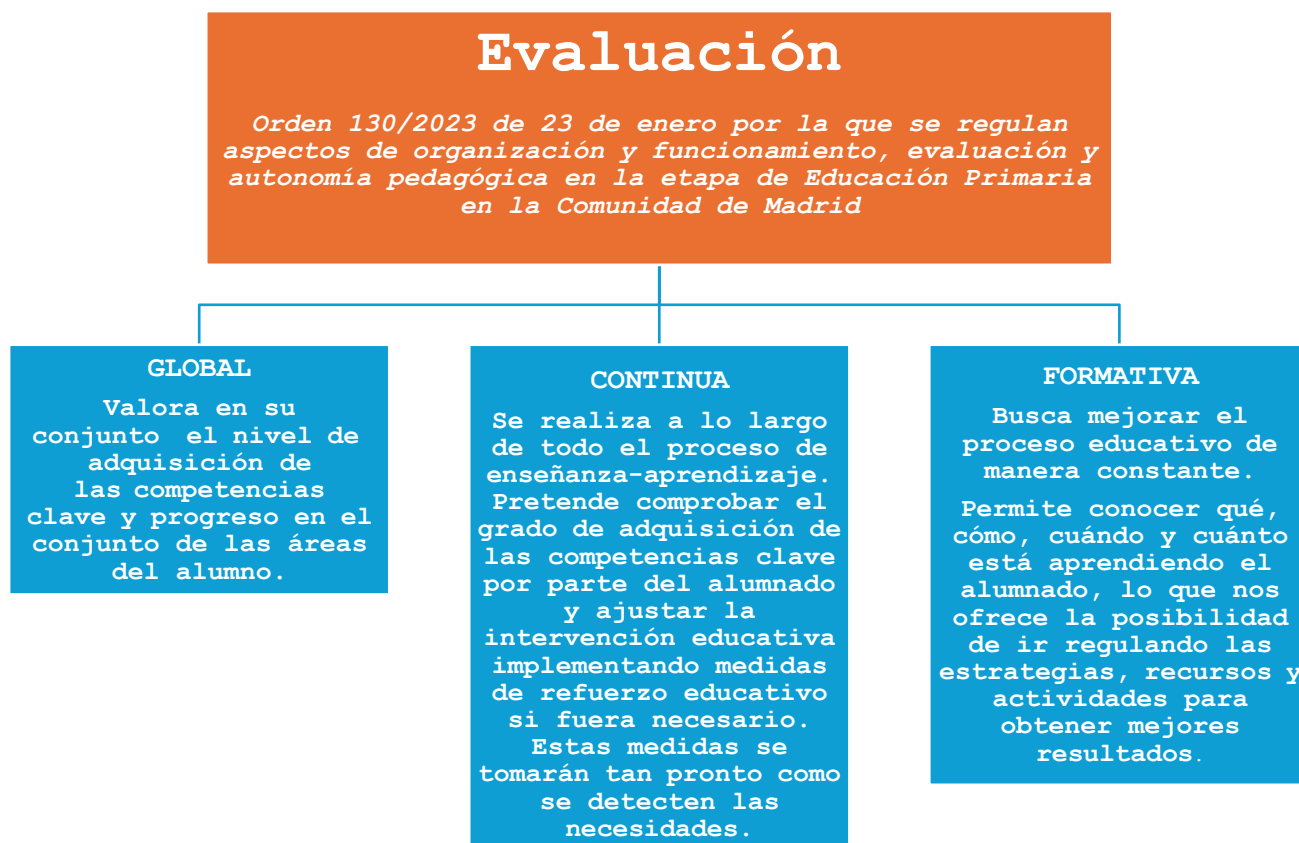 Evaluación
Orden 130/2023 de 23 de enero por la que se regulan
aspectos de organización y funcionamiento, evaluación y
autonomía pedagógica en la etapa de Educación Primaria
en la Comunidad de Madrid
GLOBAL
Valora en su
conjunto el nivel de
adquisición de
las competencias
clave y progreso en el
conjunto de las áreas
del alumno.
CONTINUA
Se realiza a lo largo
de todo el proceso de
enseñanza-aprendizaje.
Pretende comprobar el
grado de adquisición de
las competencias clave
por parte del alumnado
y ajustar la
intervención educativa
implementando medidas
de refuerzo educativo
si fuera necesario.
Estas medidas se
tomarán tan pronto como
se detecten las
necesidades.
FORMATIVA
Busca mejorar el
proceso educativo de
manera constante.
Permite conocer qué,
cómo, cuándo y cuánto
está aprendiendo el
alumnado, lo que nos
ofrece la posibilidad
de ir regulando las
estrategias, recursos y
actividades para
obtener mejores
resultados.